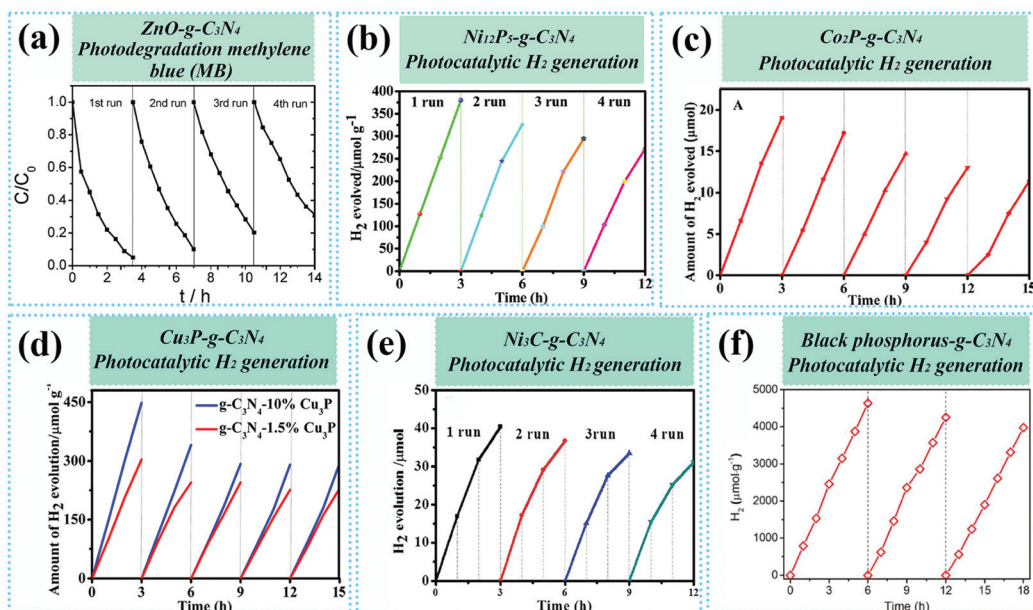 (a)
ZnO-g-C₃N₄
Photodegradation methylene
blue (MB)
1st run 2nd run 3rd run 4th run
C/C₀
1.0
0.8
0.6
0.4
0.2
0.0
0 2 4 6 8 10 12 14
t / h
(b)
Ni₁₂P₅-g-C₃N₄
Photocatalytic H₂ generation
1 run 2 run 3 run 4 run
H₂ evolved/μmol g⁻¹
400
350
300
250
200
150
100
50
0
0 3 6 9 12
Time (h)
(c)
Co₂P-g-C₃N₄
Photocatalytic H₂ generation
A
Amount of H₂ evolved (μmol)
20
15
10
5
0
0 3 6 9 12 15
Time (h)
(d)
Cu₃P-g-C₃N₄
Photocatalytic H₂ generation
g-C₃N₄-10% Cu₃P
g-C₃N₄-1.5% Cu₃P
Amount of H₂ evolution/μmol g⁻¹
450
300
150
0
0 3 6 9 12 15
Time (h)
(e)
Ni₃C-g-C₃N₄
Photocatalytic H₂ generation
1 run 2 run 3run 4 run
H₂ evolution /μmol
50
40
30
20
10
0
0 3 6 9 12
Time (h)
(f)
Black phosphorus-g-C₃N₄
Photocatalytic H₂ generation
H₂ (μmol·g⁻¹)
5000
4000
3000
2000
1000
0
0 3 6 9 12 15 18
Time (h)